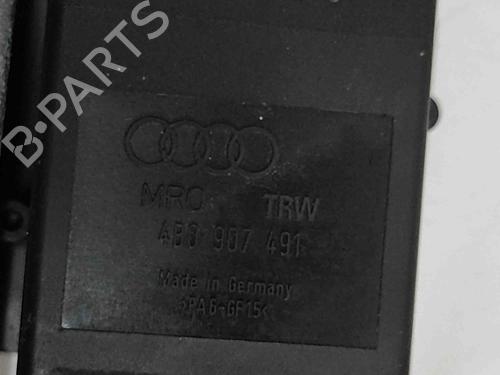 B·PARTS
MRO TRW
4B0 907 491
Made in Germany
>PA6-GF15<